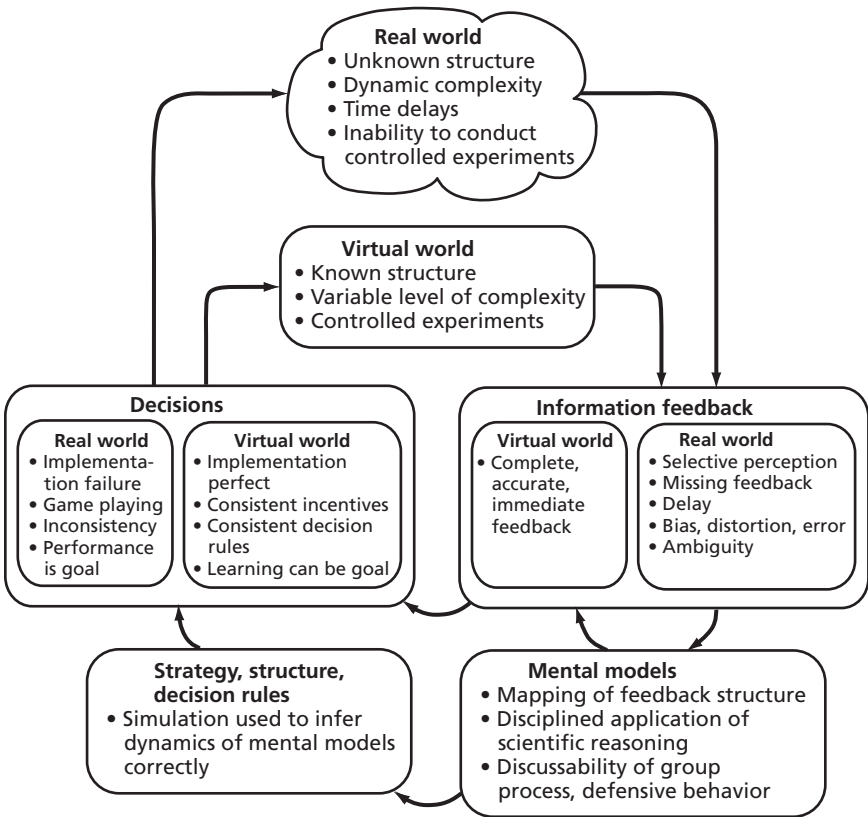 Real world
• Unknown structure
• Dynamic complexity
• Time delays
• Inability to conduct
controlled experiments
Virtual world
• Known structure
• Variable level of complexity
• Controlled experiments
Decisions
Real world
• Implementa-
tion failure
• Game playing
• Inconsistency
• Performance
is goal
Virtual world
• Implementation
perfect
• Consistent incentives
• Consistent decision
rules
• Learning can be goal
Information feedback
Virtual world
• Complete,
accurate,
immediate
feedback
Real world
• Selective perception
• Missing feedback
• Delay
• Bias, distortion, error
• Ambiguity
Strategy, structure,
decision rules
• Simulation used to infer
dynamics of mental models
correctly
Mental models
• Mapping of feedback structure
• Disciplined application of
scientific reasoning
• Discussability of group
process, defensive behavior